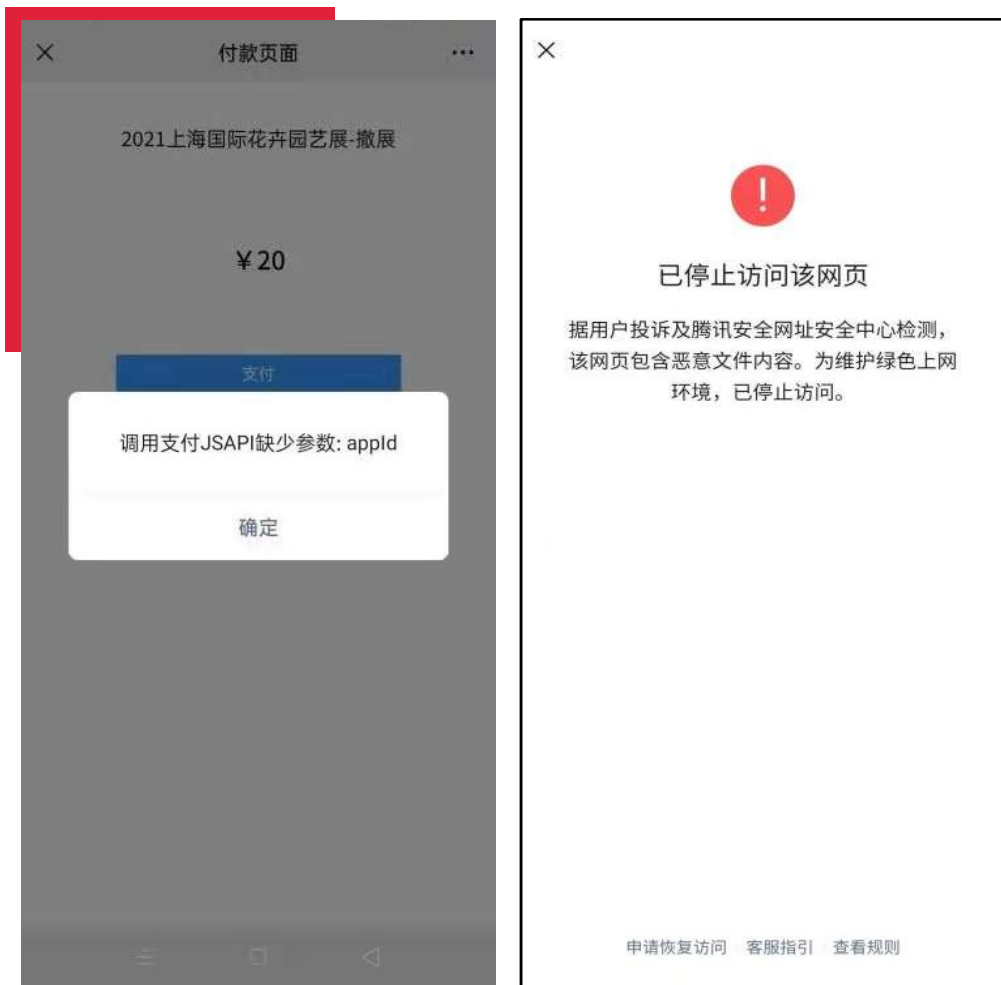 付款页面
2021上海国际花卉园艺展-撤展
￥20
支付
调用支付JSAPI缺少参数: appId
确定
已停止访问该网页
据用户投诉及腾讯安全网址安全中心检测，
该网页包含恶意文件内容。为维护绿色上网
环境，已停止访问。
申请恢复访问 客服指引 查看规则